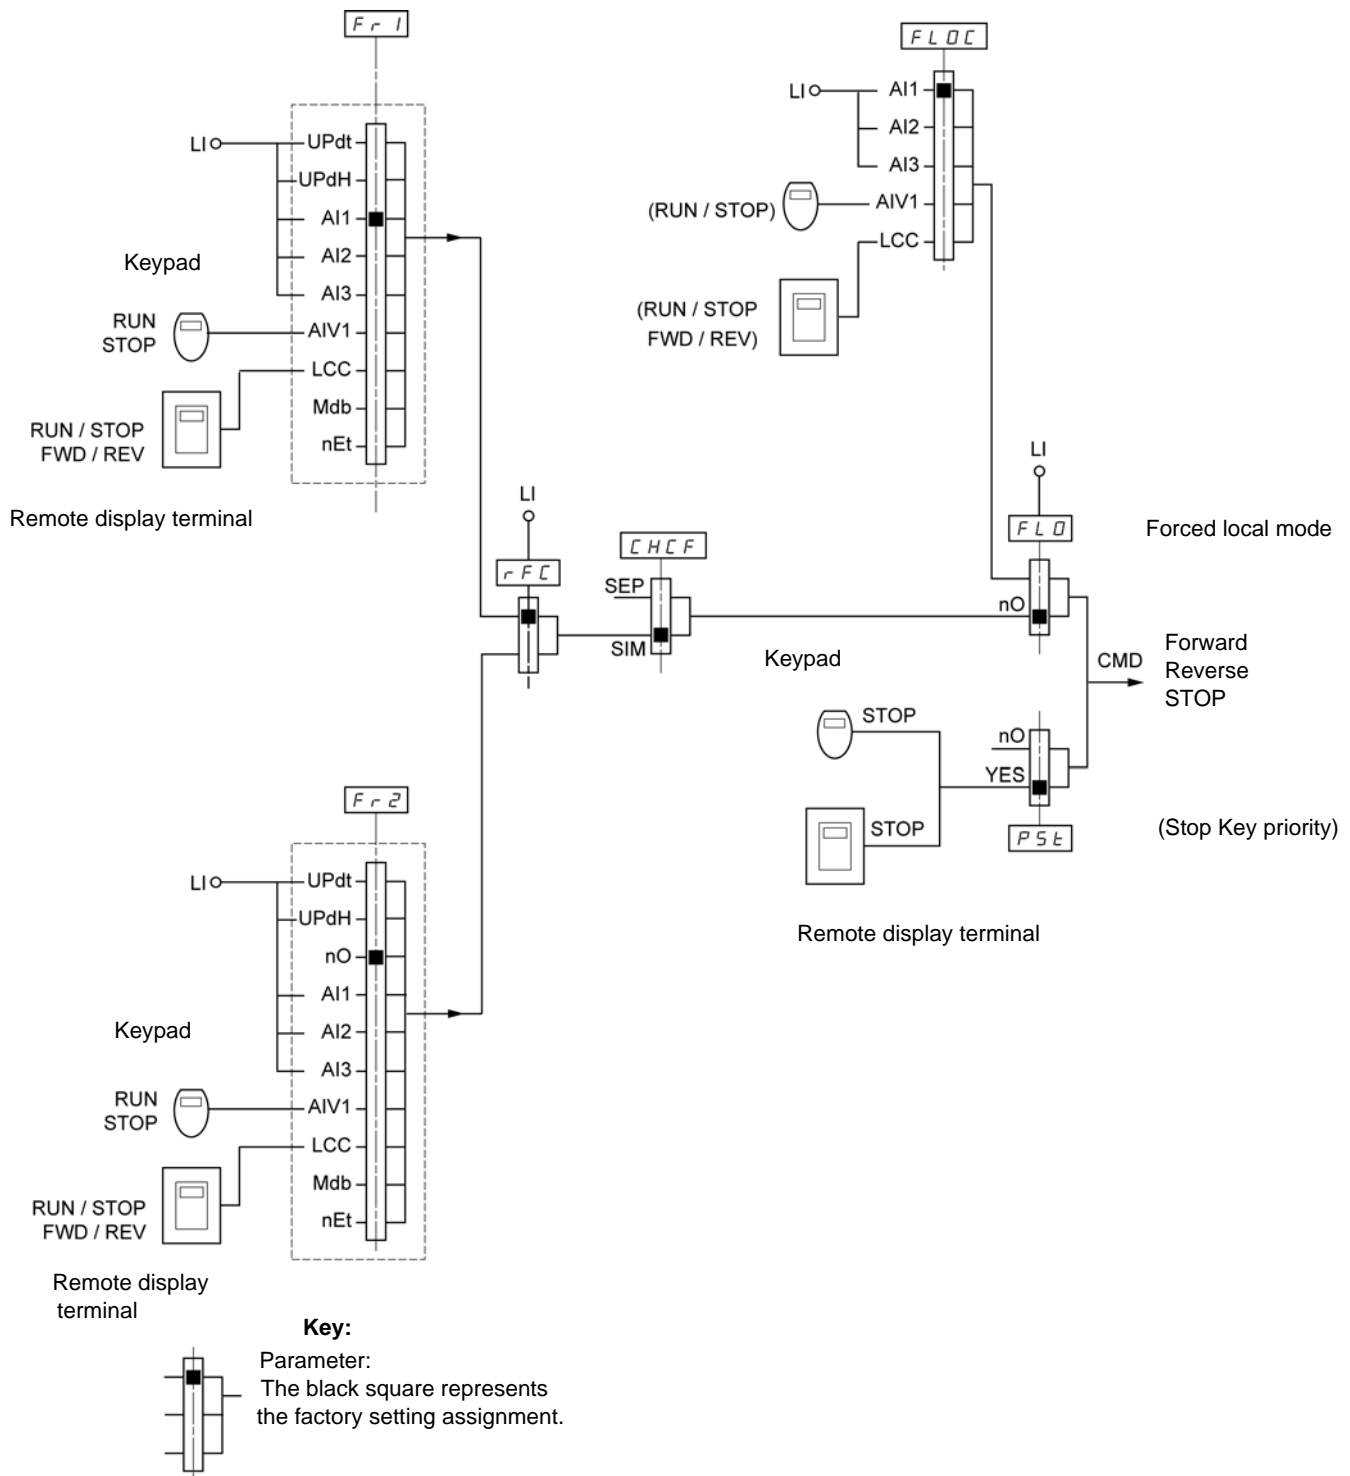 Fr1
LI
UPdt
UPdH
AI1
AI2
AI3
AIV1
LCC
Mdb
nEt
Keypad
RUN
STOP
RUN / STOP
FWD / REV
Remote display terminal
FLOC
LI
AI1
AI2
AI3
AIV1
LCC
(RUN / STOP)
(RUN / STOP
FWD / REV)
LI
rFC
CHCF
SEP
SIM
LI
FLO
nO
Forced local mode
Keypad
CMD
Forward
Reverse
STOP
STOP
STOP
nO
YES
PSt
(Stop Key priority)
Remote display terminal
Fr2
LI
UPdt
UPdH
nO
AI1
AI2
AI3
AIV1
LCC
Mdb
nEt
Keypad
RUN
STOP
RUN / STOP
FWD / REV
Remote display
terminal
Key:
Parameter:
The black square represents
the factory setting assignment.